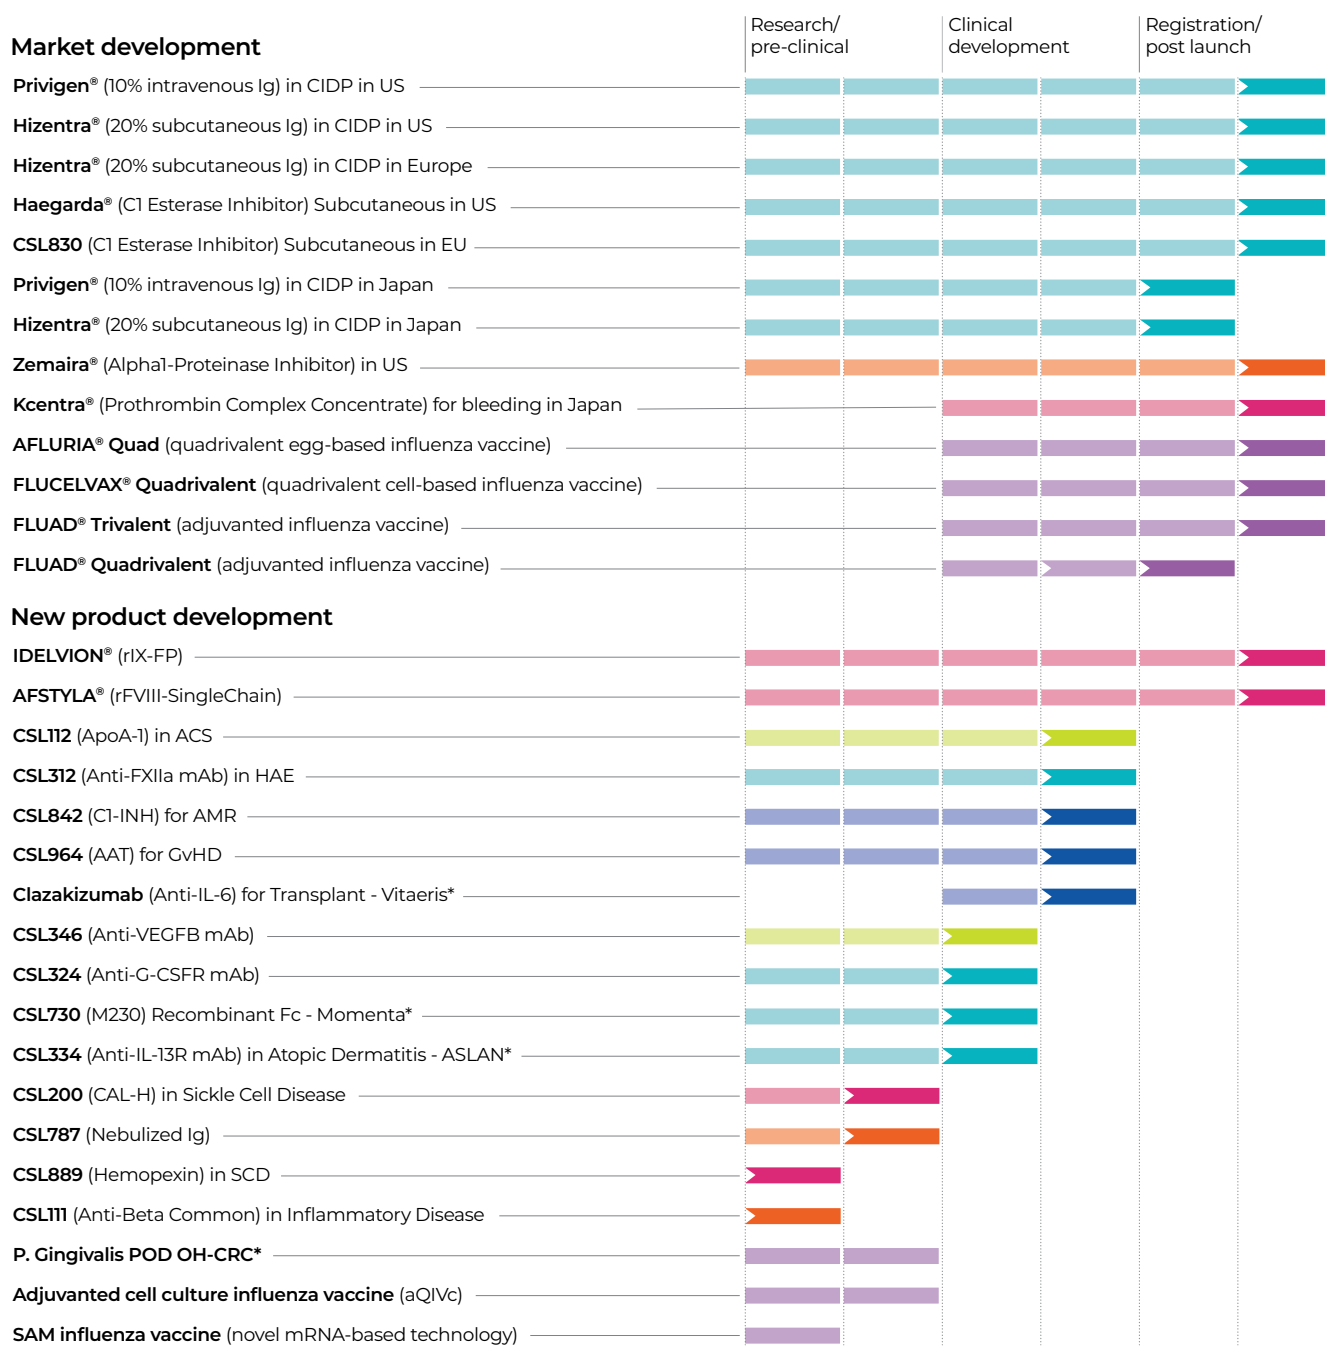 Research/
pre-clinical
Clinical
development
Registration/
post launch
Market development
Privigen® (10% intravenous Ig) in CIDP in US
Hizentra® (20% subcutaneous Ig) in CIDP in US
Hizentra® (20% subcutaneous Ig) in CIDP in Europe
Haegarda® (C1 Esterase Inhibitor) Subcutaneous in US
CSL830 (C1 Esterase Inhibitor) Subcutaneous in EU
Privigen® (10% intravenous Ig) in CIDP in Japan
Hizentra® (20% subcutaneous Ig) in CIDP in Japan
Zemaira® (Alpha1-Proteinase Inhibitor) in US
Kcentra® (Prothrombin Complex Concentrate) for bleeding in Japan
AFLURIA® Quad (quadrivalent egg-based influenza vaccine)
FLUCELVAX® Quadrivalent (quadrivalent cell-based influenza vaccine)
FLUAD® Trivalent (adjuvanted influenza vaccine)
FLUAD® Quadrivalent (adjuvanted influenza vaccine)
New product development
IDELVION® (rIX-FP)
AFSTYLA® (rFVIII-SingleChain)
CSL112 (ApoA-1) in ACS
CSL312 (Anti-FXIIa mAb) in HAE
CSL842 (C1-INH) for AMR
CSL964 (AAT) for GvHD
Clazakizumab (Anti-IL-6) for Transplant - Vitaeris*
CSL346 (Anti-VEGFB mAb)
CSL324 (Anti-G-CSFR mAb)
CSL730 (M230) Recombinant Fc - Momenta*
CSL334 (Anti-IL-13R mAb) in Atopic Dermatitis - ASLAN*
CSL200 (CAL-H) in Sickle Cell Disease
CSL787 (Nebulized Ig)
CSL889 (Hemopexin) in SCD
CSL111 (Anti-Beta Common) in Inflammatory Disease
P. Gingivalis POD OH-CRC*
Adjuvanted cell culture influenza vaccine (aQIVc)
SAM influenza vaccine (novel mRNA-based technology)